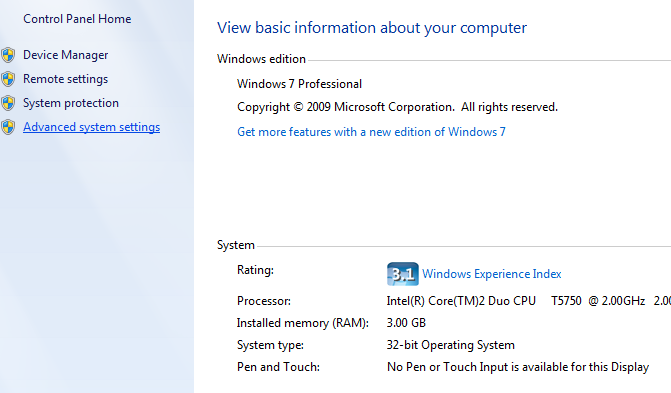 Control Panel Home
Device Manager
Remote settings
System protection
Advanced system settings
View basic information about your computer
Windows edition
Windows 7 Professional
Copyright © 2009 Microsoft Corporation. All rights reserved.
Get more features with a new edition of Windows 7
System
Rating: 3.1 Windows Experience Index
Processor: Intel(R) Core(TM)2 Duo CPU T5750 @ 2.00GHz 2.00
Installed memory (RAM): 3.00 GB
System type: 32-bit Operating System
Pen and Touch: No Pen or Touch Input is available for this Display